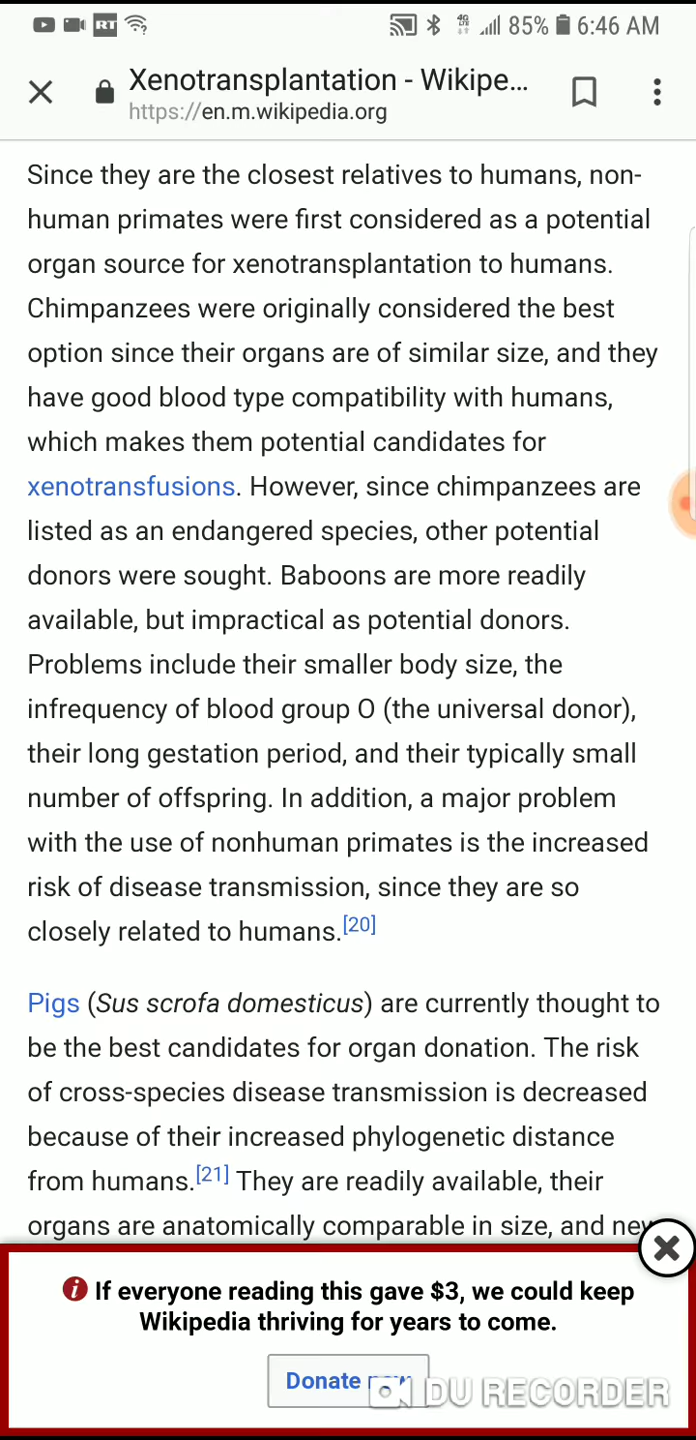 RT
4G
85%
6:46 AM
Xenotransplantation - Wikipe...
https://en.m.wikipedia.org
Since they are the closest relatives to humans, non-
human primates were first considered as a potential
organ source for xenotransplantation to humans.
Chimpanzees were originally considered the best
option since their organs are of similar size, and they
have good blood type compatibility with humans,
which makes them potential candidates for
xenotransfusions. However, since chimpanzees are
listed as an endangered species, other potential
donors were sought. Baboons are more readily
available, but impractical as potential donors.
Problems include their smaller body size, the
infrequency of blood group O (the universal donor),
their long gestation period, and their typically small
number of offspring. In addition, a major problem
with the use of nonhuman primates is the increased
risk of disease transmission, since they are so
closely related to humans.[20]
Pigs (Sus scrofa domesticus) are currently thought to
be the best candidates for organ donation. The risk
of cross-species disease transmission is decreased
because of their increased phylogenetic distance
from humans.[21] They are readily available, their
organs are anatomically comparable in size, and new
If everyone reading this gave $3, we could keep
Wikipedia thriving for years to come.
Donate now
DU RECORDER